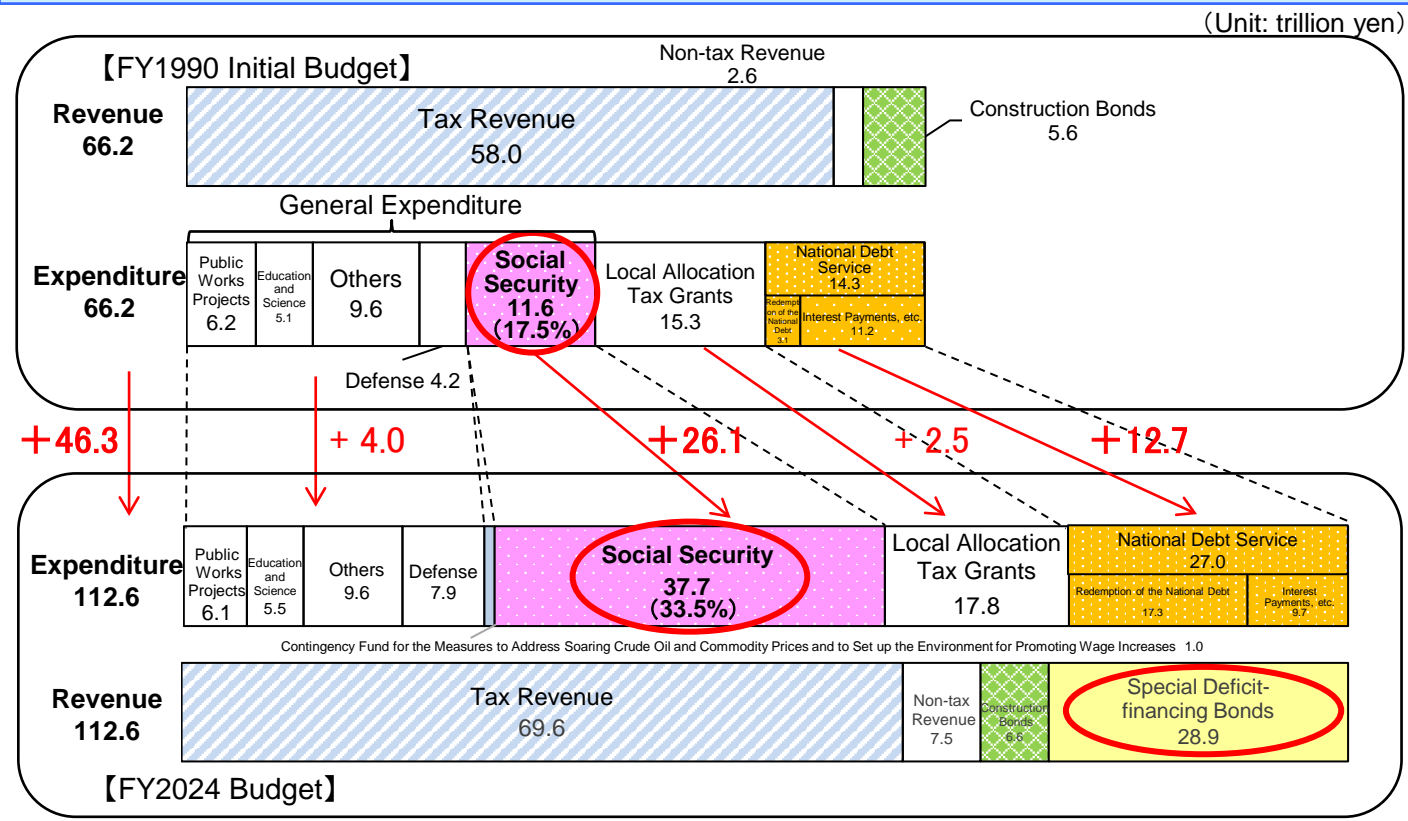 （Unit: trillion yen）
【FY1990 Initial Budget】
Non-tax Revenue
2.6
Revenue
66.2
Tax Revenue
58.0
Construction Bonds
5.6
General Expenditure
Expenditure
66.2
Public
Works
Projects
6.2
Education
and
Science
5.1
Others
9.6
Defense 4.2
Social
Security
11.6
(17.5%)
Local Allocation
Tax Grants
15.3
National Debt
Service
14.3
Redempti
on of the
National
Debt
3.1
Interest Payments, etc.
11.2
＋46.3
+ 4.0
＋26.1
+ 2.5
＋12.7
Expenditure
112.6
Public
Works
Projects
6.1
Education
and
Science
5.5
Others
9.6
Defense
7.9
Social Security
37.7
(33.5%)
Local Allocation
Tax Grants
17.8
National Debt Service
27.0
Redemption of the National Debt
17.3
Interest
Payments, etc.
9.7
Contingency Fund for the Measures to Address Soaring Crude Oil and Commodity Prices and to Set up the Environment for Promoting Wage Increases 1.0
Revenue
112.6
Tax Revenue
69.6
Non-tax
Revenue
7.5
Construction
Bonds
6.6
Special Deficit-
financing Bonds
28.9
【FY2024 Budget】